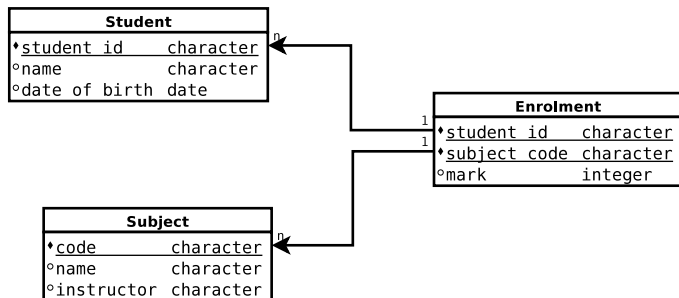 Student
student id character
name character
date of birth date
n
Enrolment
1
student id character
1
subject code character
mark integer
Subject
n
code character
name character
instructor character